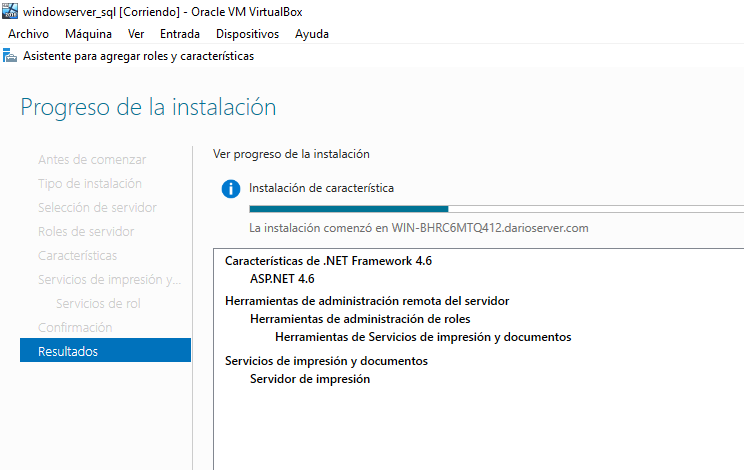 windowserver_sql [Corriendo] - Oracle VM VirtualBox
Archivo Máquina Ver Entrada Dispositivos Ayuda
Asistente para agregar roles y características
Progreso de la instalación
Antes de comenzar
Tipo de instalación
Selección de servidor
Roles de servidor
Características
Servicios de impresión y...
Servicios de rol
Confirmación
Resultados
Ver progreso de la instalación
Instalación de característica
La instalación comenzó en WIN-BHRC6MTQ412.darioserver.com
Características de .NET Framework 4.6
ASP.NET 4.6
Herramientas de administración remota del servidor
Herramientas de administración de roles
Herramientas de Servicios de impresión y documentos
Servicios de impresión y documentos
Servidor de impresión